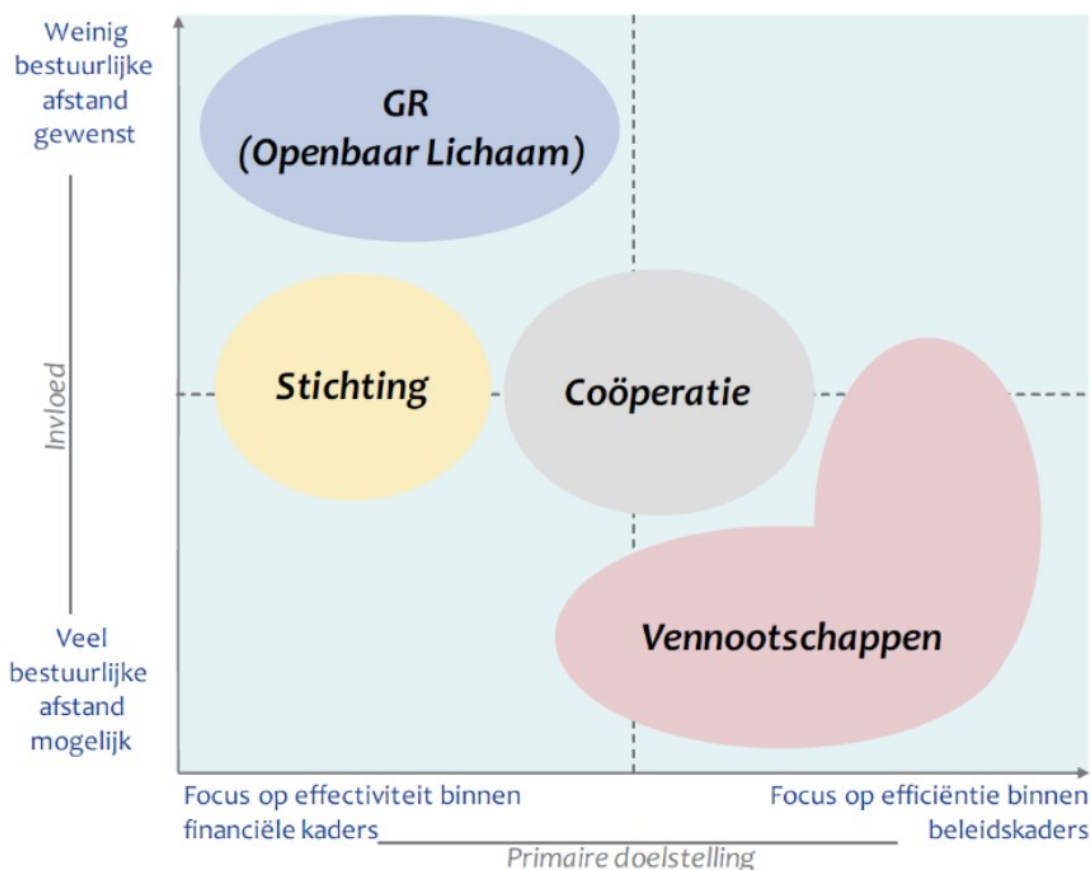 Weinig
bestuurlijke
afstand
gewenst
GR
(Openbaar Lichaam)
Invloed
Stichting
Coöperatie
Veel
bestuurlijke
afstand
mogelijk
Vennootschappen
Focus op effectiviteit binnen
financiële kaders
Focus op efficiëntie binnen
beleidskaders
Primaire doelstelling